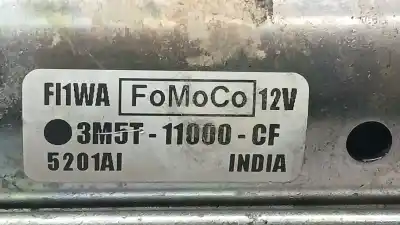 FI1WA FoMoCo 12V
3M5T-11000-CF
5201AI INDIA